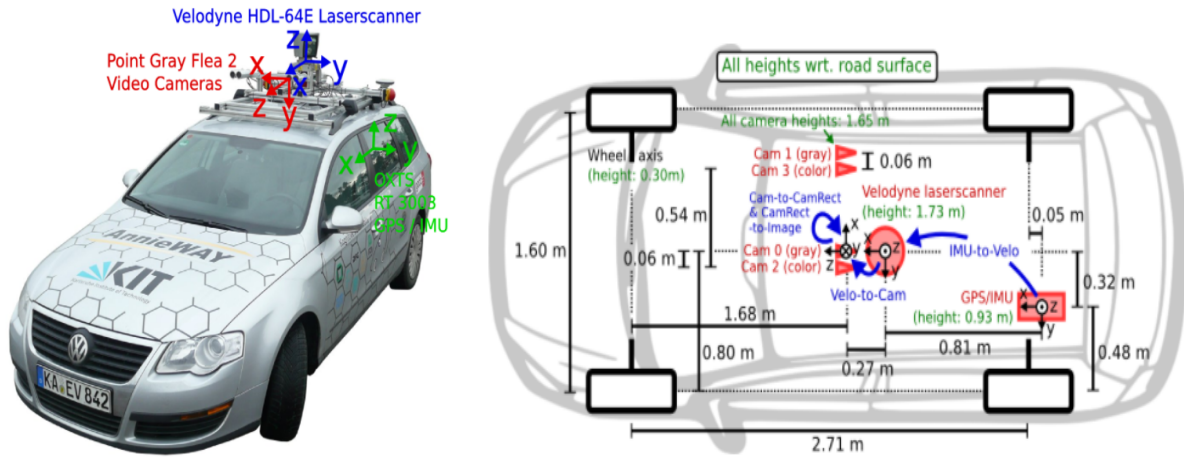 Velodyne HDL-64E Laserscanner
Point Gray Flea 2
Video Cameras
z
y
x
x
z
y
z
x
y
OXTS
RT 3003
GPS / IMU
AnnieWAY
KIT
KA EV 842
All heights wrt. road surface
All camera heights: 1.65 m
Wheel axis
(height: 0.30m)
Cam 1 (gray)
Cam 3 (color)
0.06 m
Cam-to-CamRect
& CamRect
-to-Image
Velodyne laserscanner
(height: 1.73 m)
0.54 m
0.05 m
1.60 m
0.06 m
Cam 0 (gray)
Cam 2 (color)
x
y
z
x
z
y
IMU-to-Velo
Velo-to-Cam
GPS/IMU
(height: 0.93 m)
x
z
y
0.32 m
1.68 m
0.80 m
0.27 m
0.81 m
0.48 m
2.71 m